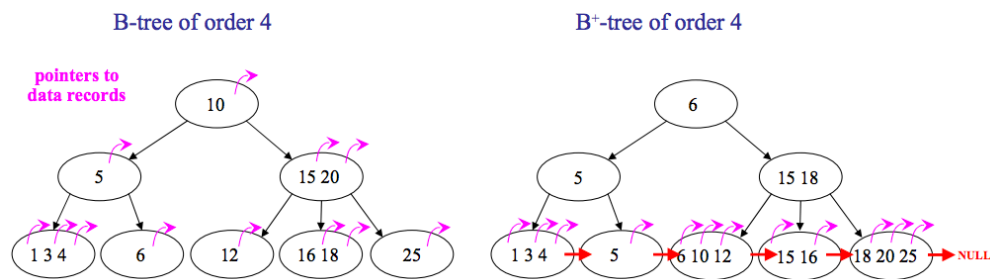 B-tree of order 4
B+-tree of order 4
pointers to
data records
10
6
5
15 20
5
15 18
1 3 4
6
12
16 18
25
1 3 4
5
6 10 12
15 16
18 20 25
NULL